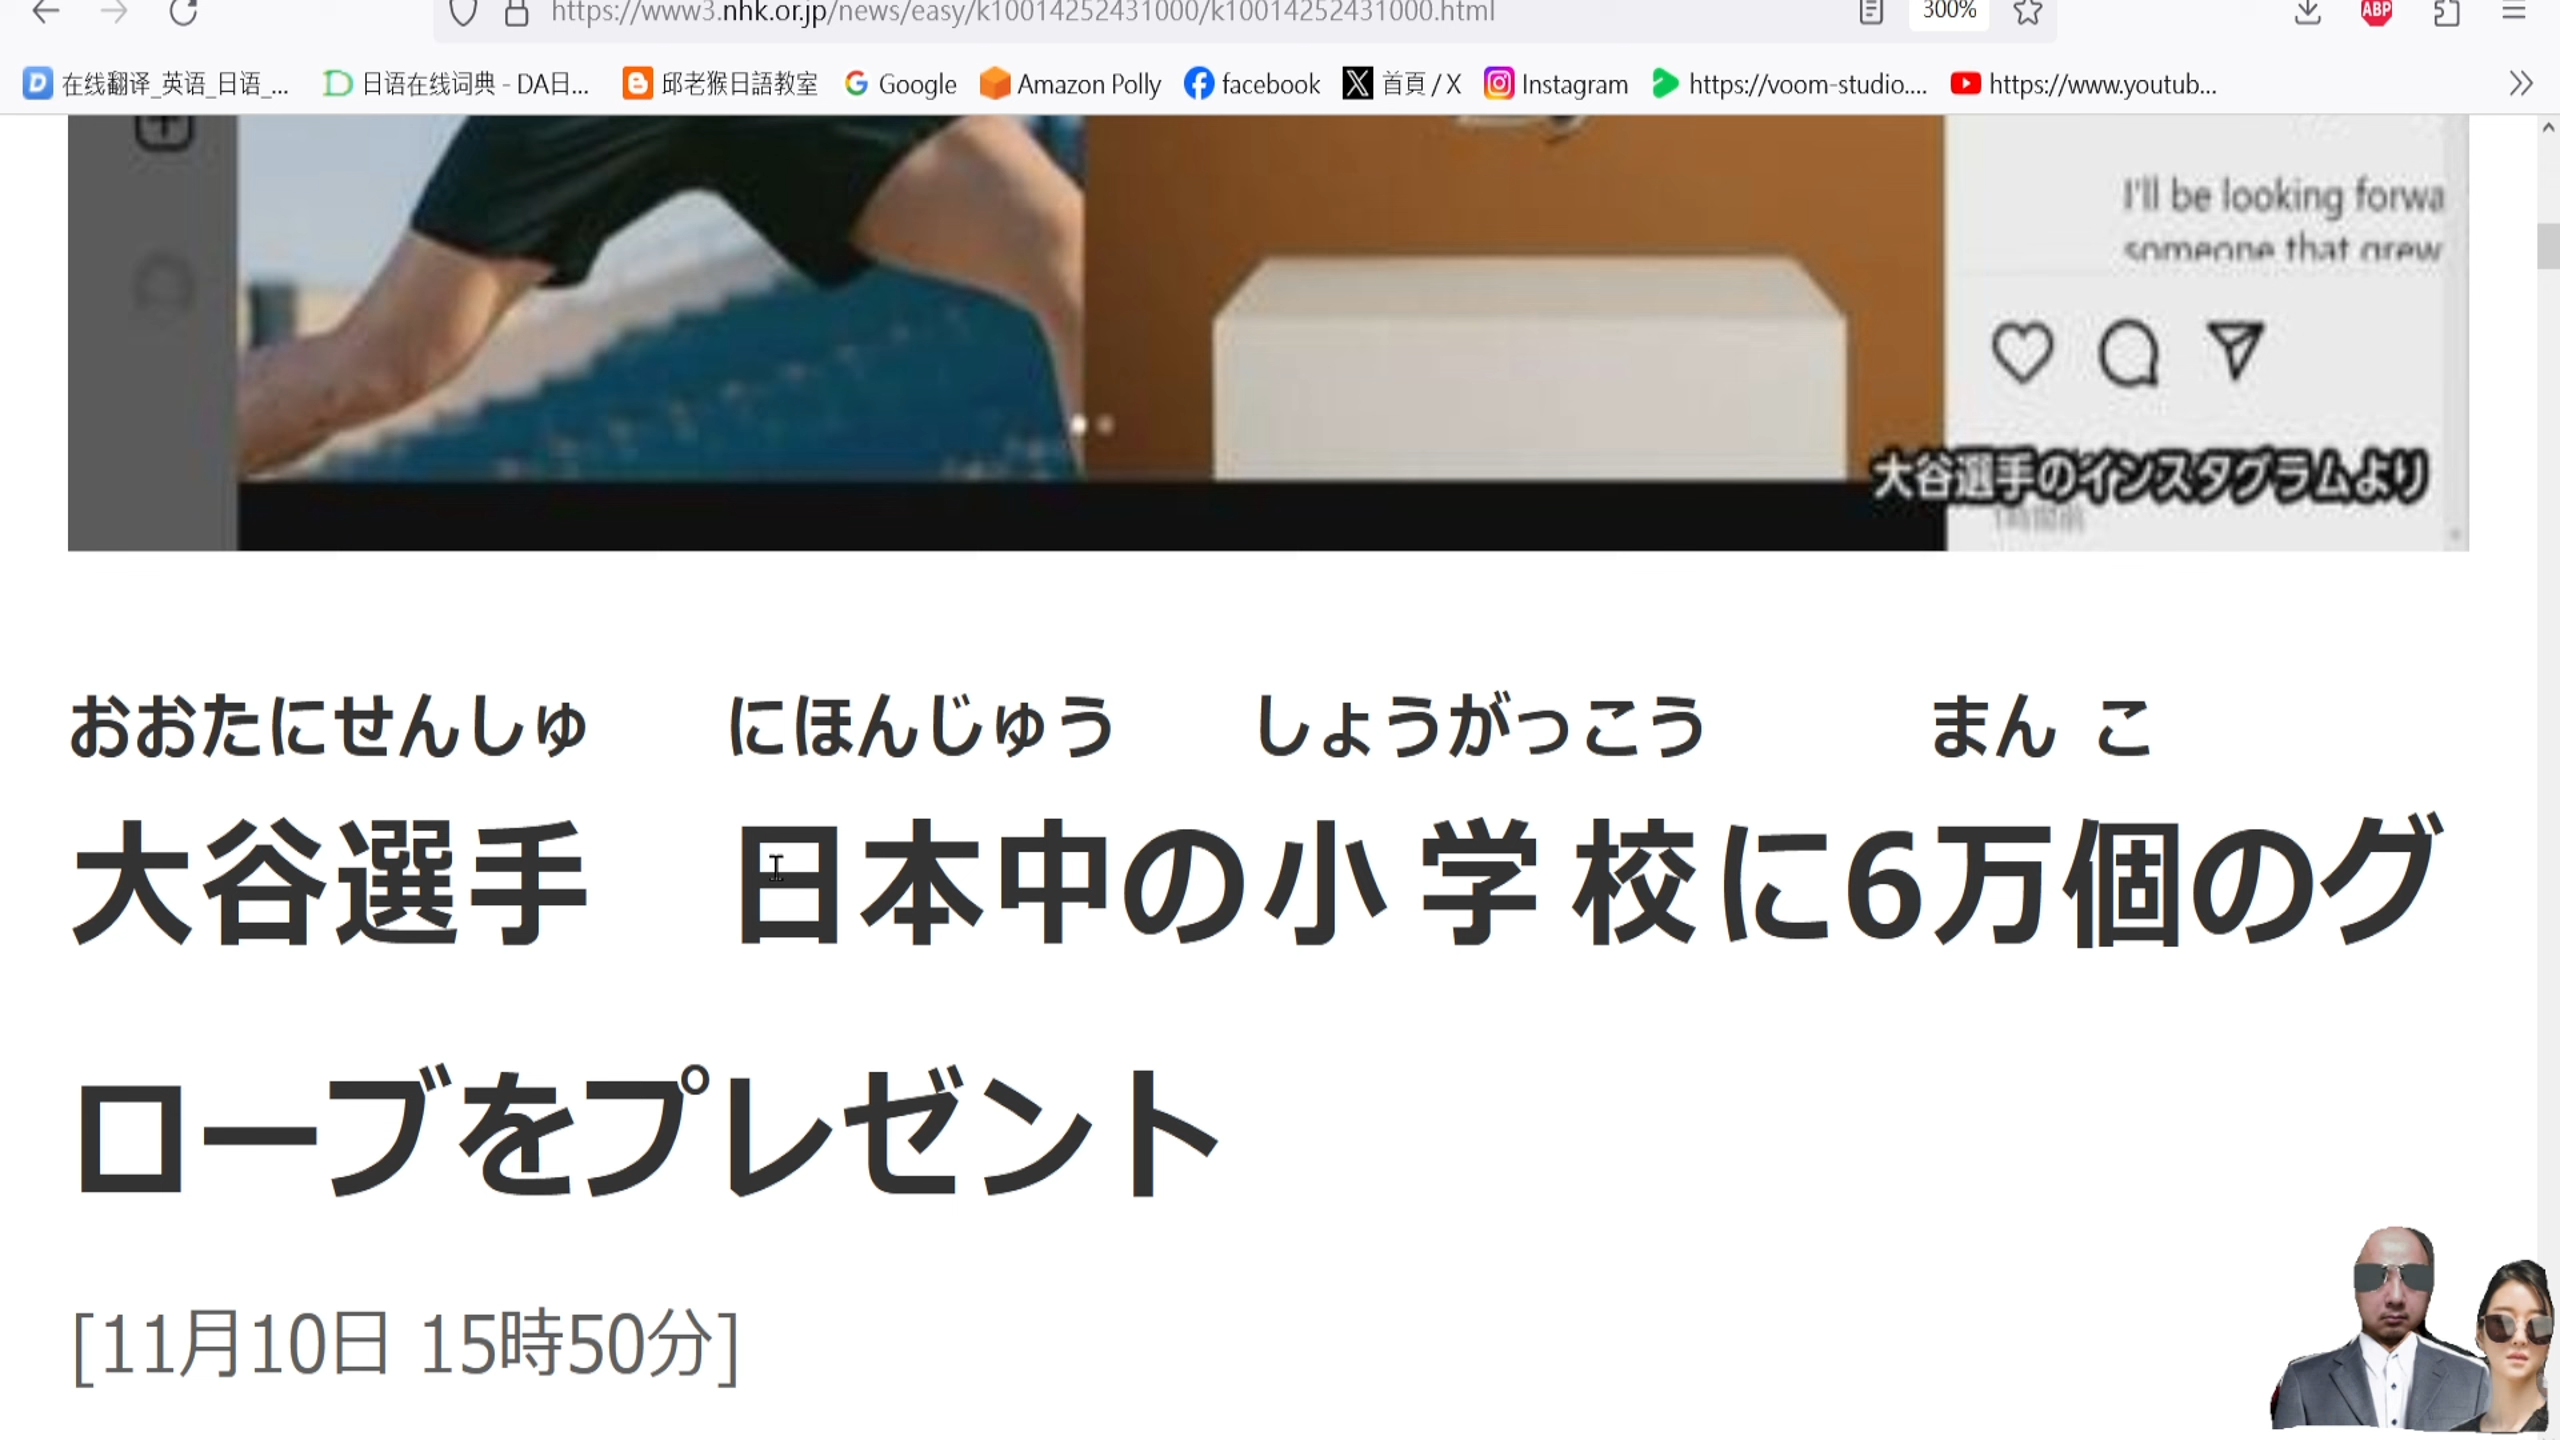 https://www3.nhk.or.jp/news/easy/k10014252431000/k10014252431000.html
300%
ABP
在线翻译_英语_日语_...
日语在线词典 - DA日...
邱老猴日語教室
Google
Amazon Polly
facebook
首頁 / X
Instagram
https://voom-studio....
https://www.youtub...
I'll be looking forwa
someone that grew
大谷選手のインスタグラムより
おおたにせんしゅ にほんじゅう しょうがっこう まん こ
大谷選手 日本中の小学校に6万個のグ
ローブをプレゼント
[11月10日 15時50分]